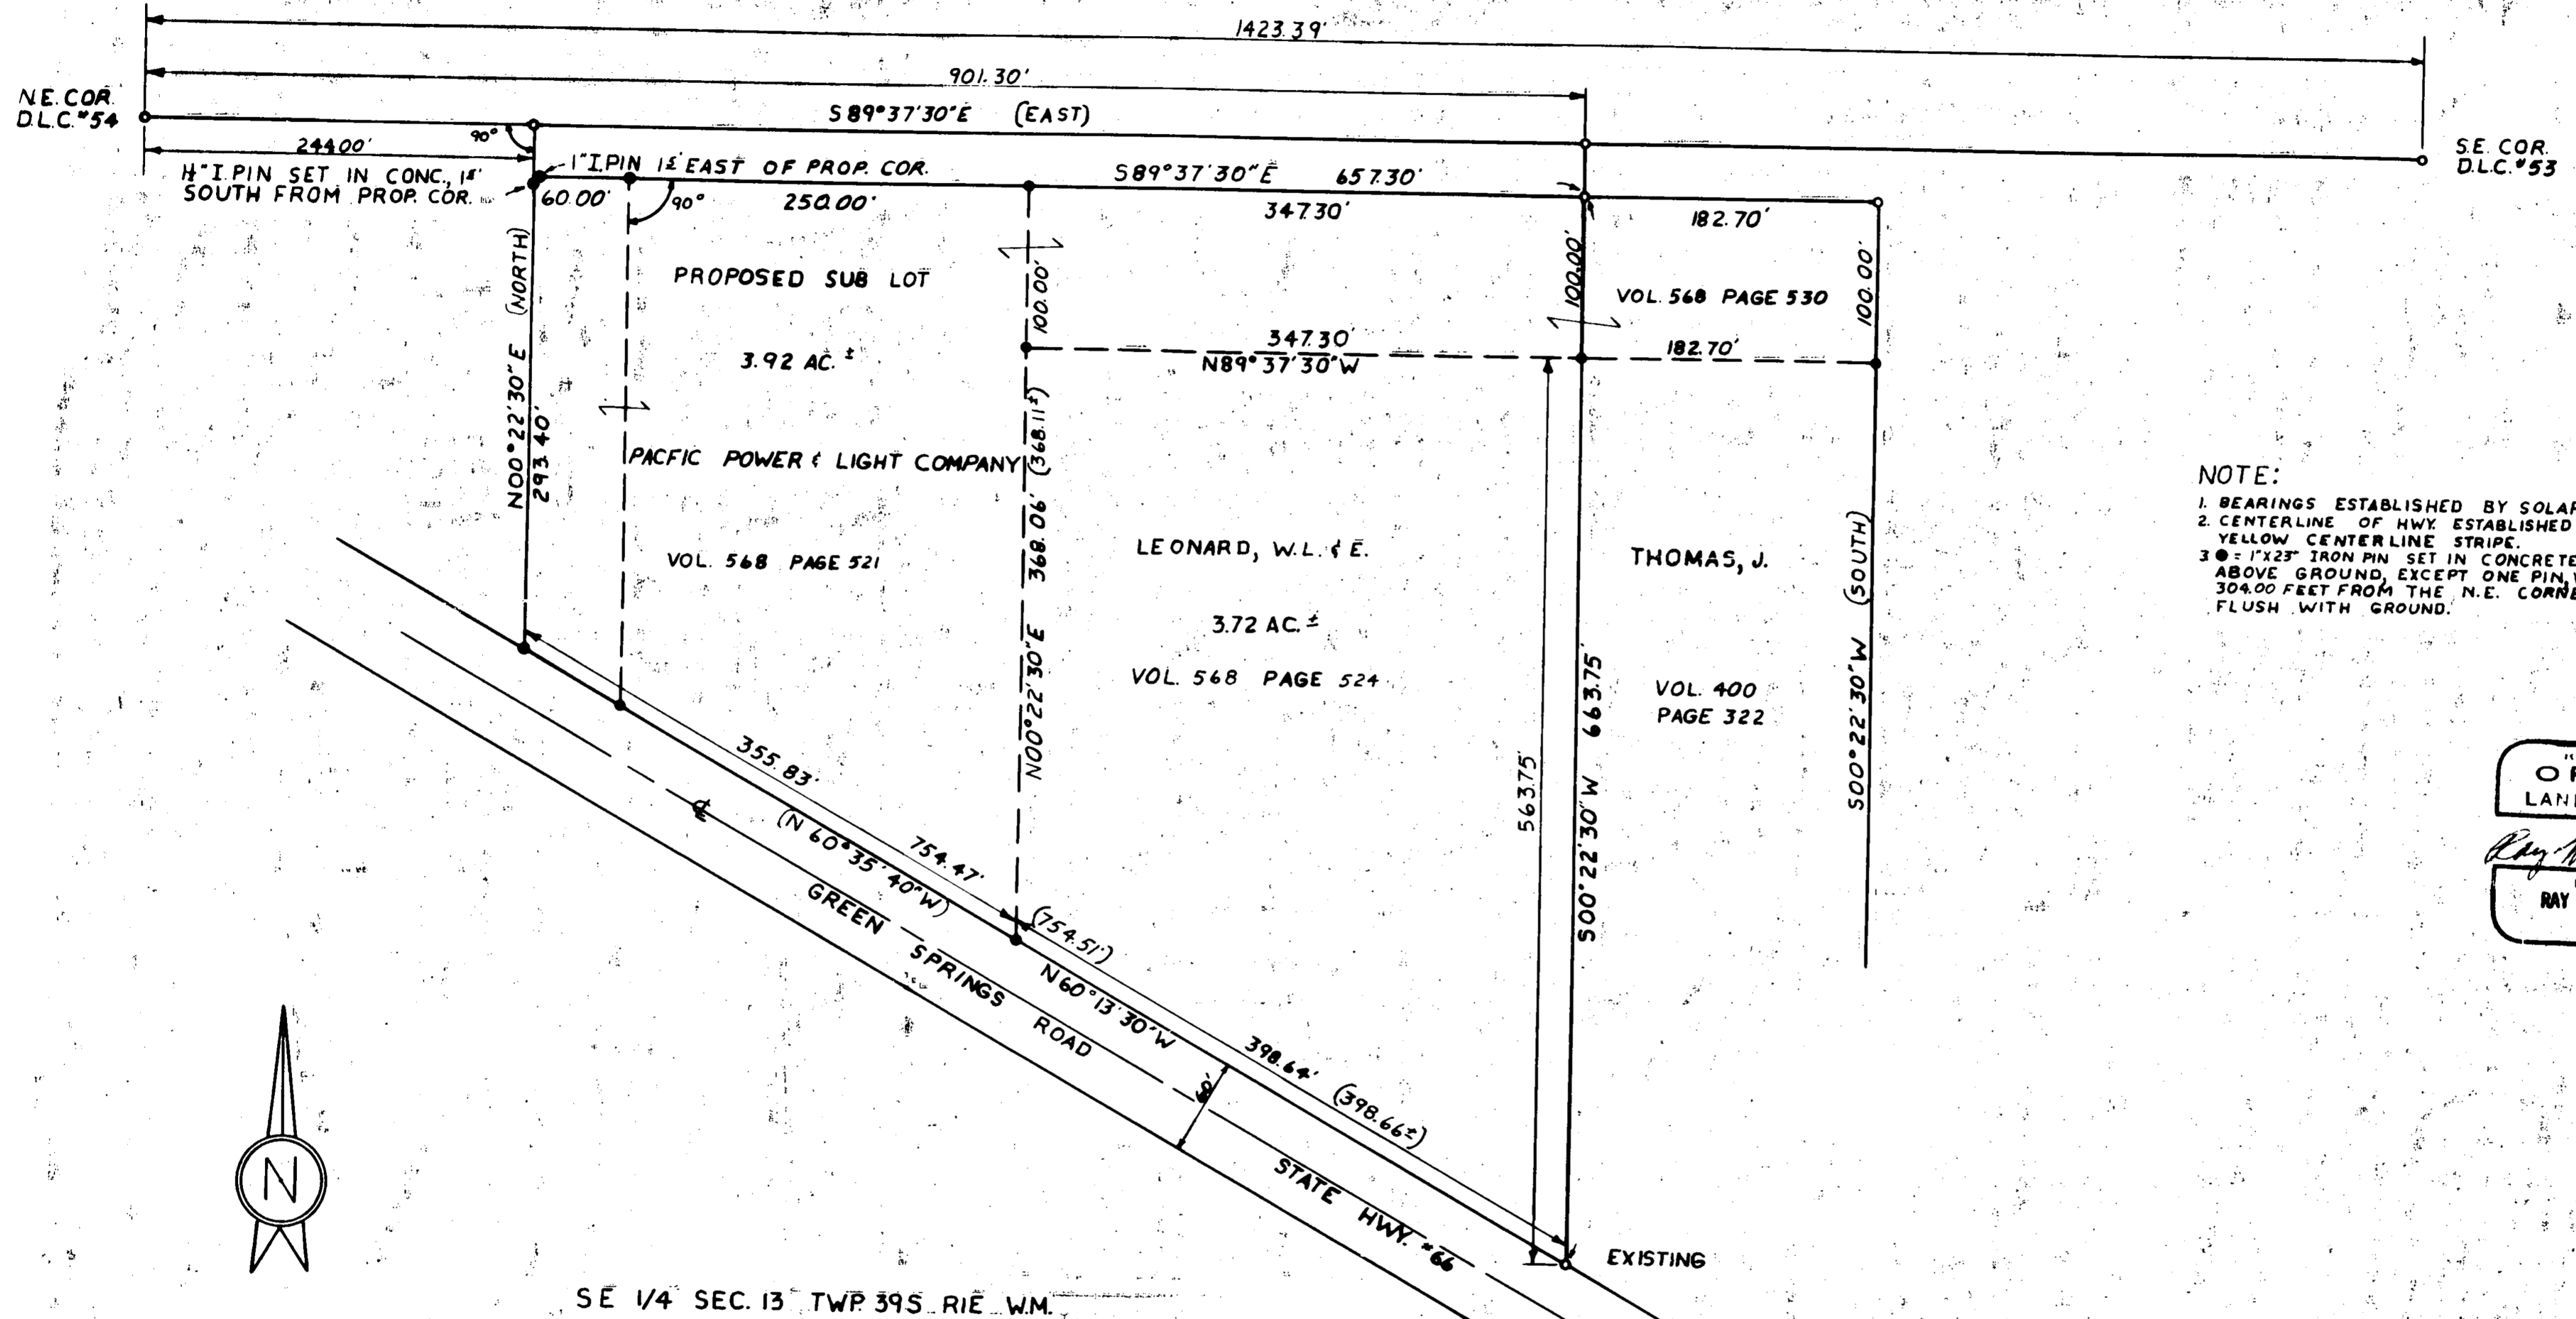 1423.39'
901.30'
N.E. COR.
D.L.C. #54
S 89°37'30" E (EAST)
90°
244.00'
S.E. COR.
D.L.C. #53
1" I. PIN 1.5' EAST OF PROP. COR.
I. PIN SET IN CONC., 1.5'
SOUTH FROM PROP. COR.
S 89°37'30" E 657.30'
60.00'
90°
250.00'
347.30'
182.70'
N00°22'30" E (NORTH)
293.40'
PROPOSED SUB LOT
3.92 AC. ±
PACFIC POWER & LIGHT COMPANY
VOL. 568 PAGE 521
100.00'
N00°22'30" E 368.06' (368.11±)
347.30'
N89°37'30" W
LEONARD, W.L. & E.
3.72 AC. ±
VOL. 568 PAGE 524
563.75'
100.00'
S00°22'30" W 663.75'
VOL. 568 PAGE 530
182.70'
100.00'
THOMAS, J.
VOL. 400
PAGE 322
S00°22'30" W (SOUTH)
NOTE:
1. BEARINGS ESTABLISHED BY SOLAR
2. CENTERLINE OF HWY. ESTABLISHED
YELLOW CENTERLINE STRIPE.
3 ● = 1"X23" IRON PIN SET IN CONCRETE
ABOVE GROUND, EXCEPT ONE PIN,
304.00 FEET FROM THE N.E. CORNE
FLUSH WITH GROUND.
O
LAN
Ray
RAY
355.83'
754.47'
(N 60°35'40" W)
(754.51')
N 60°13'30" W
398.64' (398.66±)
℄
GREEN SPRINGS ROAD
STATE HWY. #66
EXISTING
N
SE 1/4 SEC. 13 TWP. 39S R1E W.M.